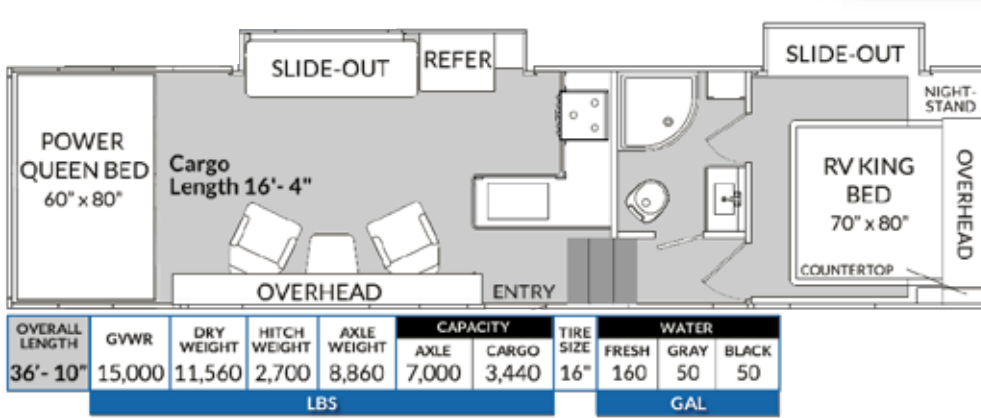 SLIDE-OUT
REFER
SLIDE-OUT
NIGHT-
STAND
POWER
QUEEN BED
60" x 80"
Cargo
Length 16'- 4"
RV KING
BED
70" x 80"
OVERHEAD
COUNTERTOP
OVERHEAD
ENTRY
OVERALL
LENGTH
36'- 10"
GVWR
15,000
DRY
WEIGHT
11,560
HITCH
WEIGHT
2,700
AXLE
WEIGHT
8,860
CAPACITY
AXLE
7,000
CARGO
3,440
TIRE
SIZE
16"
WATER
FRESH
160
GRAY
50
BLACK
50
LBS
GAL